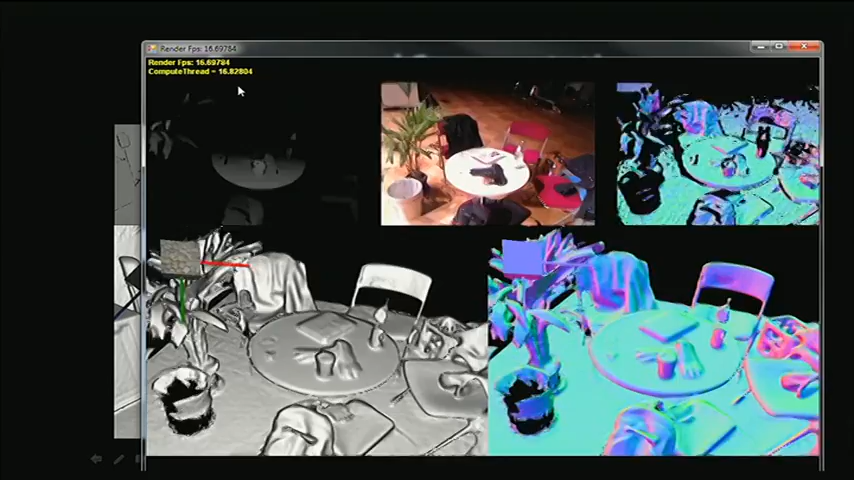 Render Fps: 16.69784
Render Fps: 16.69784
ComputeThread = 16.82804